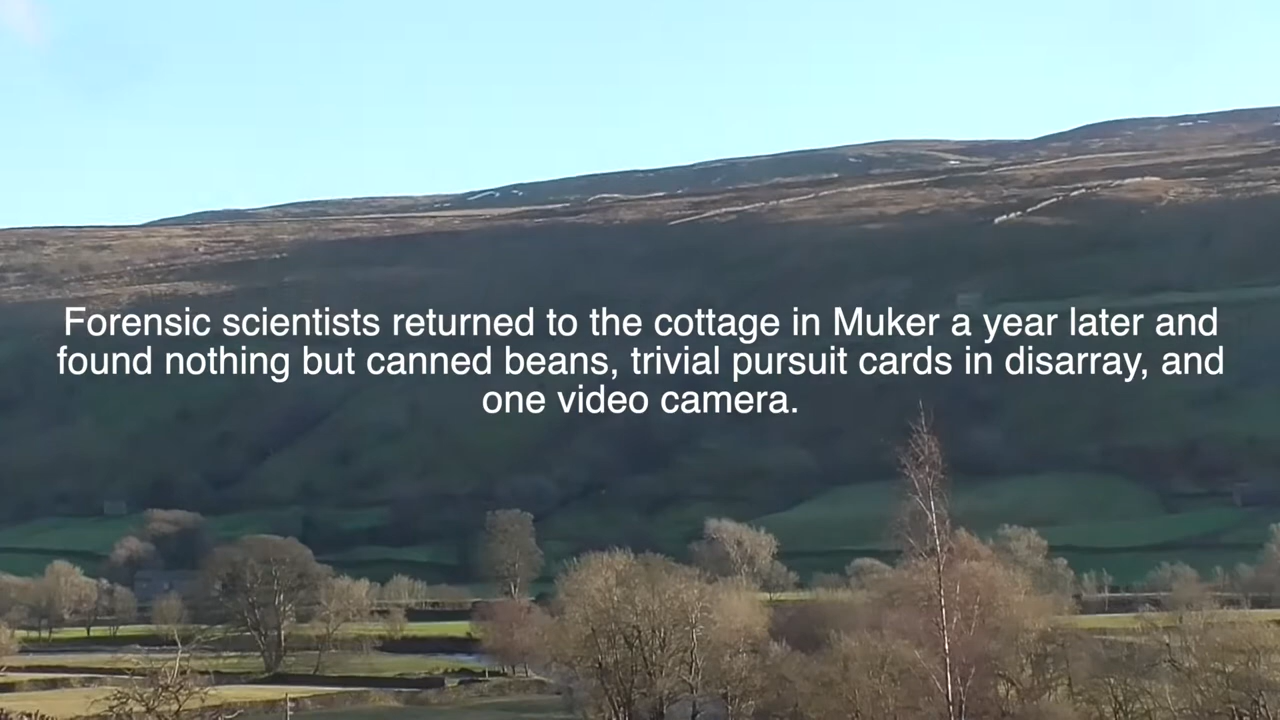 Forensic scientists returned to the cottage in Muker a year later and
found nothing but canned beans, trivial pursuit cards in disarray, and
one video camera.